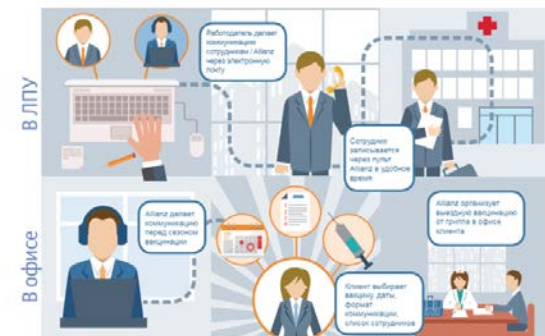 В ЛПУ
Работодатель делает
коммуникацию
сотрудникам / Allianz
через электронную
почту
Сотрудник
записывается
через пульт
Allianz в удобное
время
В офисе
Allianz делает
коммуникацию
перед сезоном
вакцинации
Клиент выбирает
вакцину, даты,
формат
коммуникации,
список сотрудников
Allianz организует
выездную вакцинацию
от гриппа в офисе
клиента